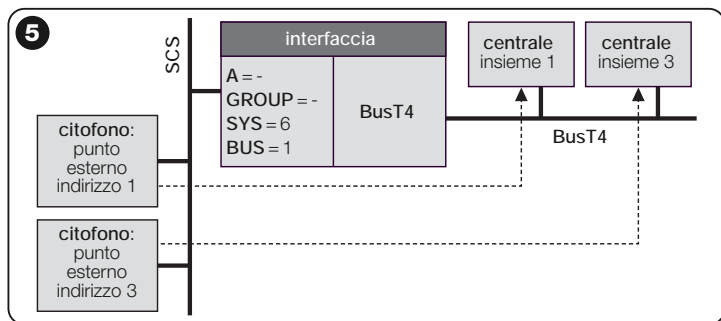 5
SCS
interfaccia
A = -
GROUP = -
SYS = 6
BUS = 1
BusT4
centrale
insieme 1
centrale
insieme 3
BusT4
citofono:
punto
esterno
indirizzo 1
citofono:
punto
esterno
indirizzo 3